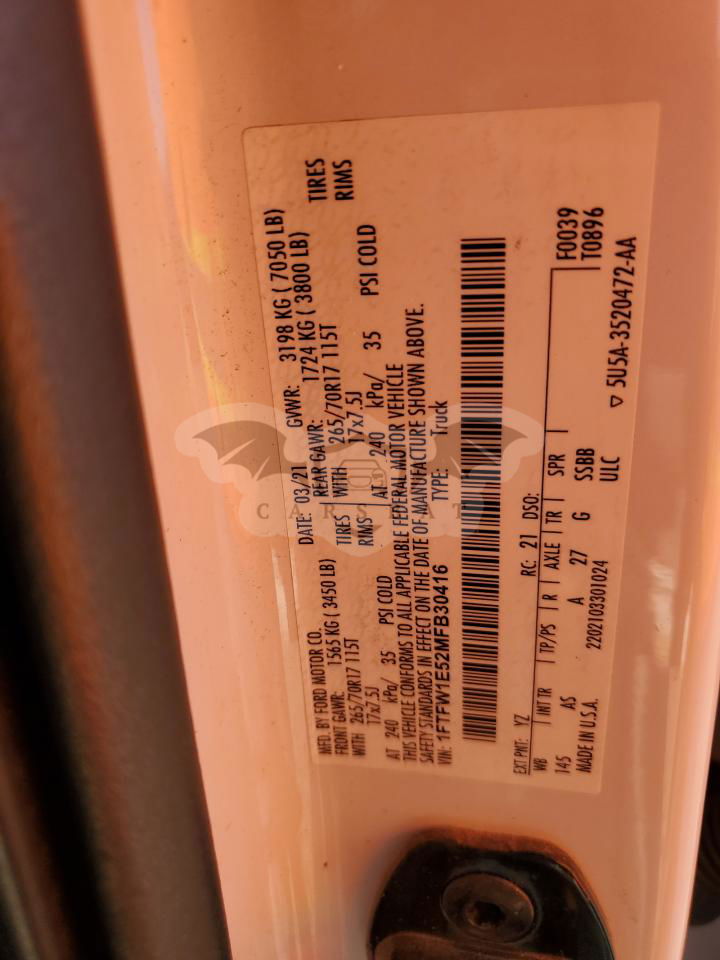 MFD. BY FORD MOTOR CO.
DATE: 03/21 GVWR: 3198 KG ( 7050 LB)
FRONT GAWR: 1565 KG ( 3450 LB) REAR GAWR: 1724 KG ( 3800 LB)
WITH 265/70R17 115T TIRES WITH 265/70R17 115T TIRES
17x7.5J RIMS 17x7.5J RIMS
AT 240 kPa/ 35 PSI COLD AT 240 kPa/ 35 PSI COLD
THIS VEHICLE CONFORMS TO ALL APPLICABLE FEDERAL MOTOR VEHICLE
SAFETY STANDARDS IN EFFECT ON THE DATE OF MANUFACTURE SHOWN ABOVE.
VIN: 1FTFW1E52MFB30416 TYPE: Truck
EXT PNT: YZ RC: 21 DSO: F0039
WB INT TR TP/PS R AXLE TR SPR T0896
145 AS A 27 G SSBB
MADE IN U.S.A. 2202103301024 ULC ▽ 5U5A-3520472-AA